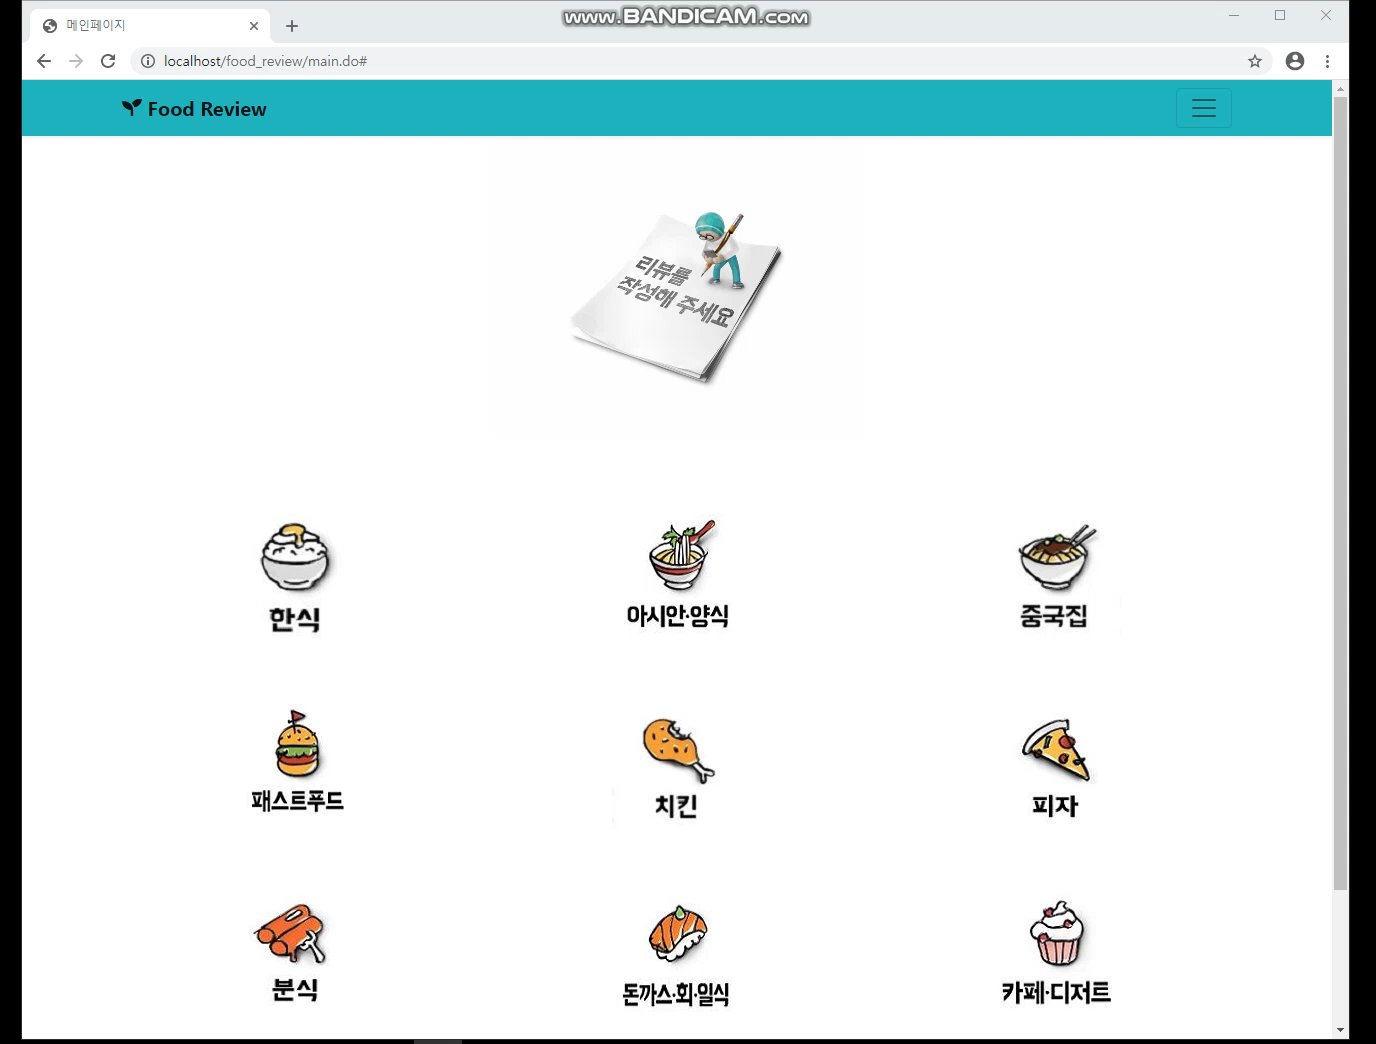 www.BANDICAM.com
메인페이지
localhost/food_review/main.do#
Food Review
리뷰를
작성해 주세요
한식
아시안·양식
중국집
패스트푸드
치킨
피자
분식
돈까스·회·일식
카페·디저트